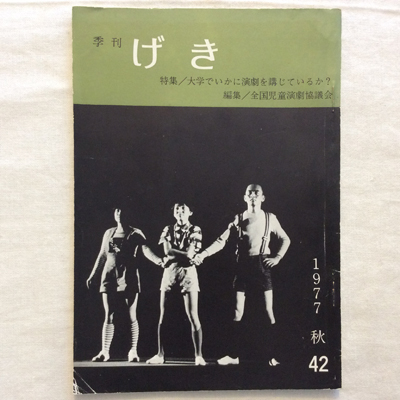 季刊
げき
特集/大学でいかに演劇を講じているか?
編集/全国児童演劇協議会
1977 秋
42